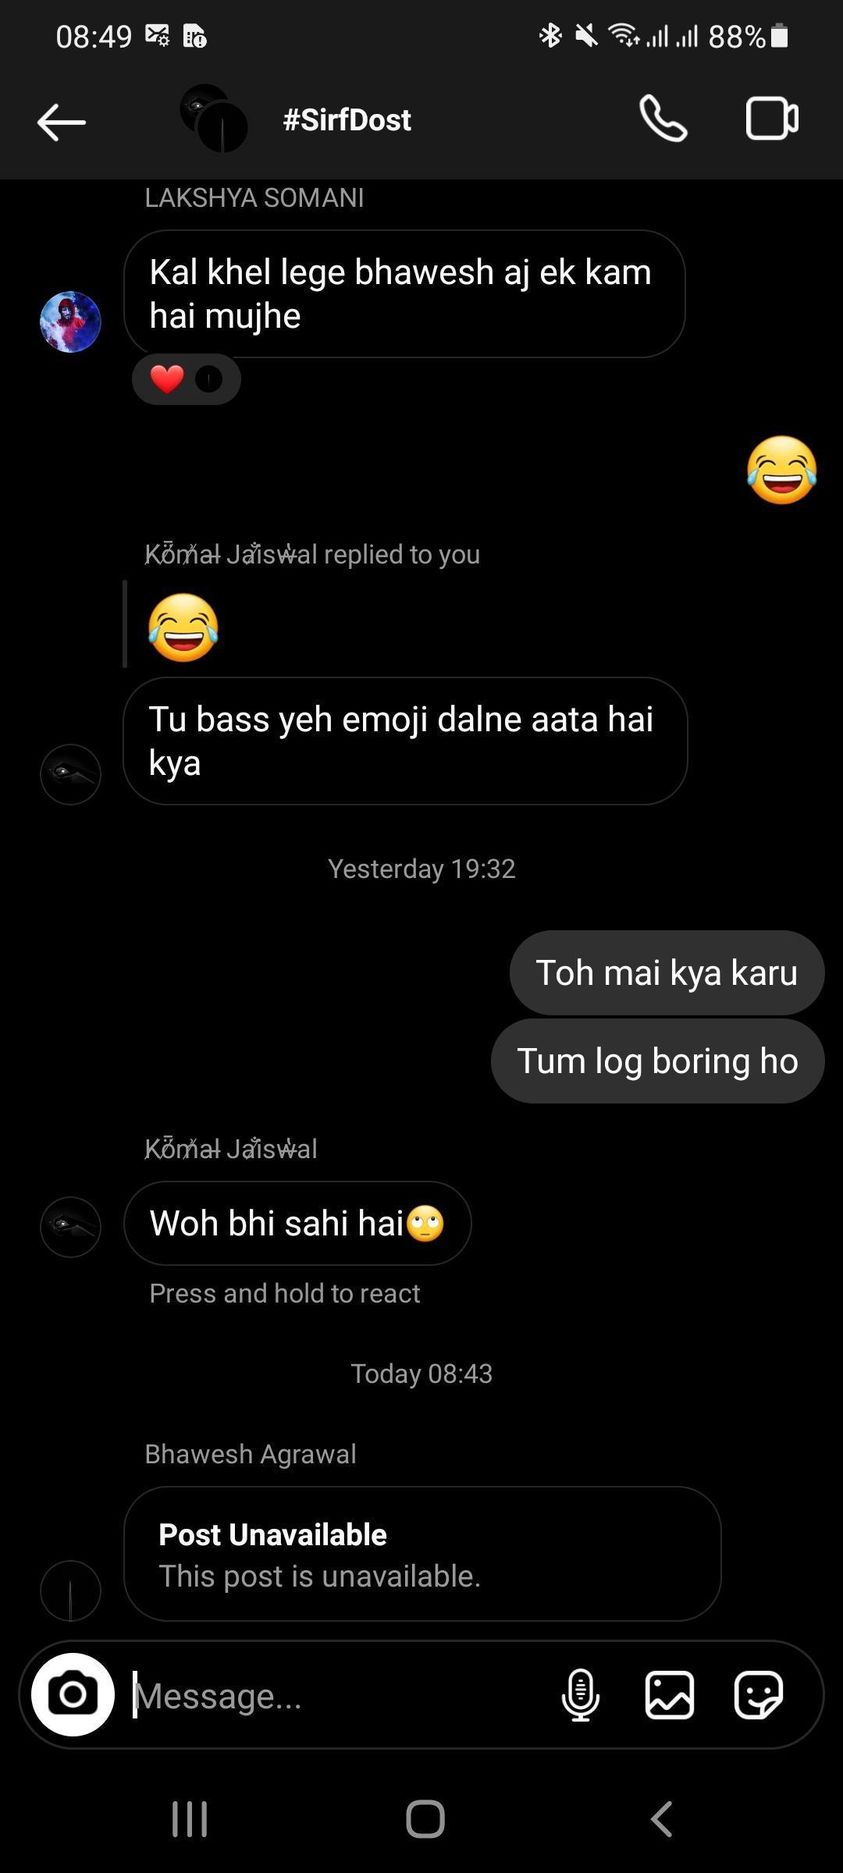 08:49 88%
#SirfDost
LAKSHYA SOMANI
Kal khel lege bhawesh aj ek kam
hai mujhe
❤️
😂
Komal Jaiswal replied to you
😂
Tu bass yeh emoji dalne aata hai
kya
Yesterday 19:32
Toh mai kya karu
Tum log boring ho
Komal Jaiswal
Woh bhi sahi hai🙄
Press and hold to react
Today 08:43
Bhawesh Agrawal
Post Unavailable
This post is unavailable.
Message...